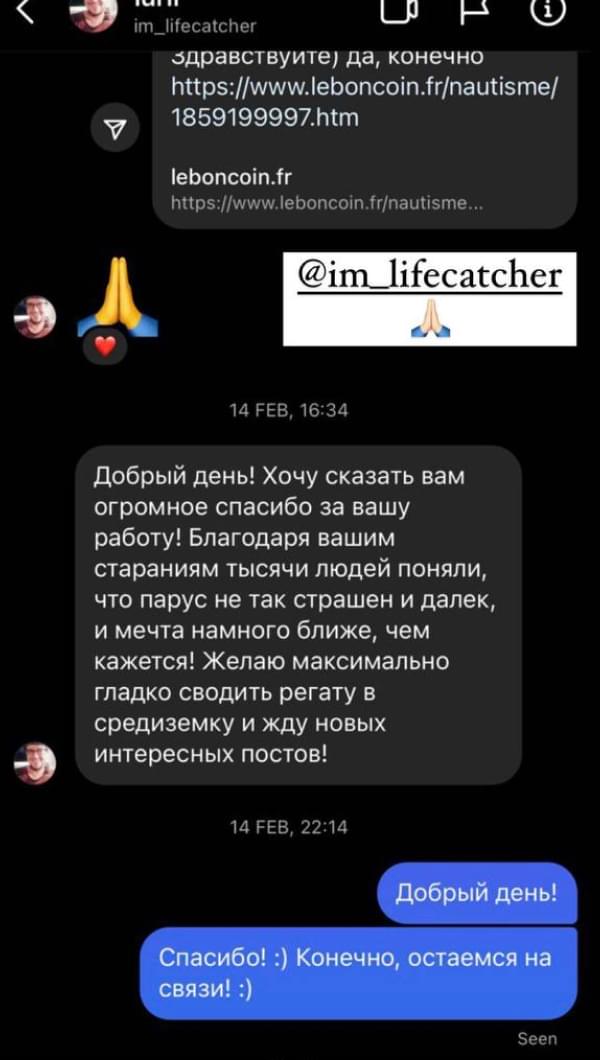 im_lifecatcher
Здравствуйте) да, конечно
https://www.leboncoin.fr/nautisme/
1859199997.htm
leboncoin.fr
https://www.leboncoin.fr/nautisme...
@im_lifecatcher
14 FEB, 16:34
Добрый день! Хочу сказать вам
огромное спасибо за вашу
работу! Благодаря вашим
стараниям тысячи людей поняли,
что парус не так страшен и далек,
и мечта намного ближе, чем
кажется! Желаю максимально
гладко сводить регату в
средиземку и жду новых
интересных постов!
14 FEB, 22:14
Добрый день!
Спасибо! :) Конечно, остаемся на
связи! :)
Seen